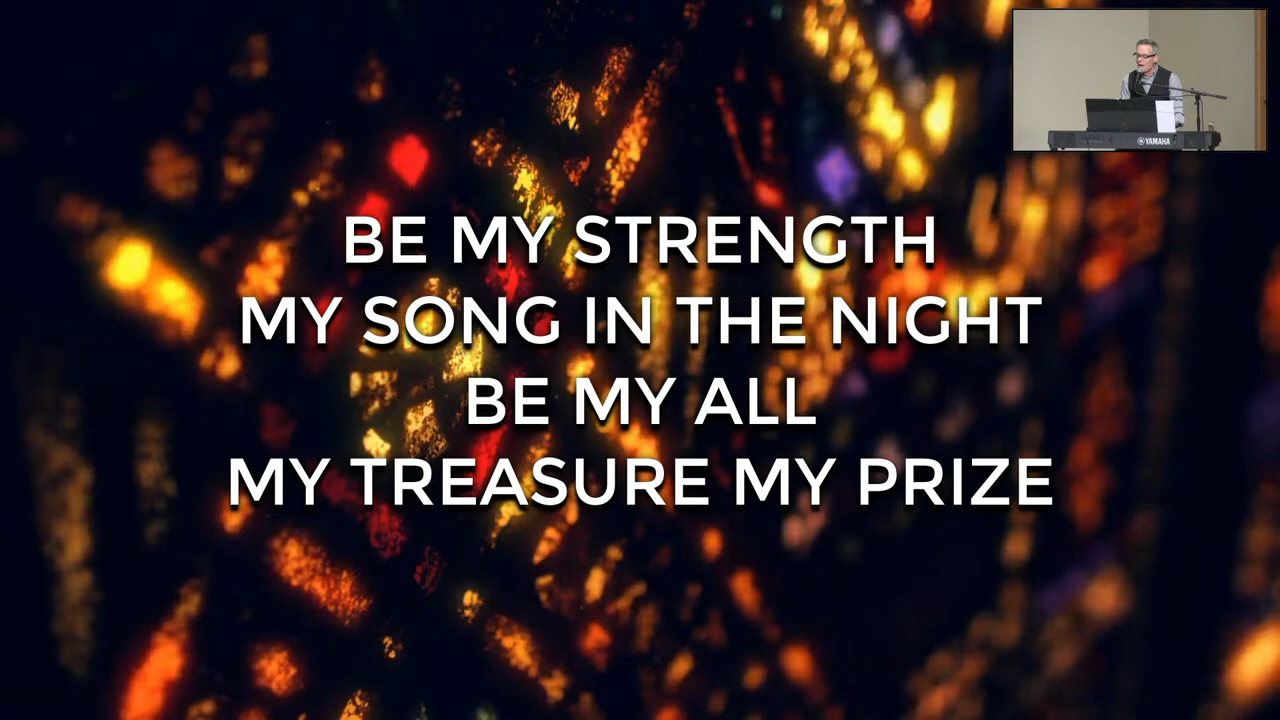 YAMAHA
BE MY STRENGTH
MY SONG IN THE NIGHT
BE MY ALL
MY TREASURE MY PRIZE